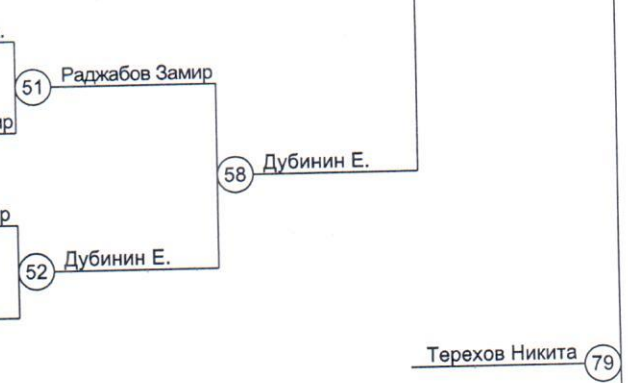 51 Раджабов Замир
58 Дубинин Е.
52 Дубинин Е.
Терехов Никита 79